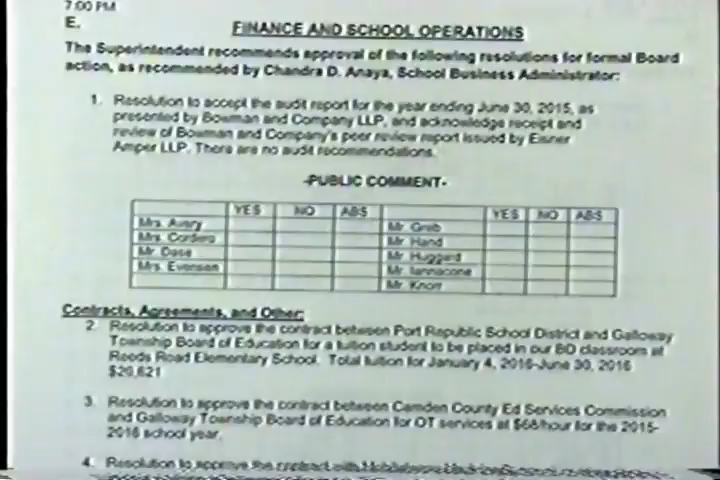 7:00 PM
E.
FINANCE AND SCHOOL OPERATIONS
The Superintendent recommends approval of the following resolutions for formal Board
action, as recommended by Chandra D. Anaya, School Business Administrator:
1. Resolution to accept the audit report for the year ending June 30, 2015, as
presented by Bowman and Company LLP, and acknowledge receipt and
review of Bowman and Company's peer review report issued by Eisner
Amper LLP. There are no audit recommendations.
-PUBLIC COMMENT-
YES NO ABS YES NO ABS
Mrs. Avery Mr. Greb
Mrs. Cordero Mr. Hand
Mr. Dase Mr. Huggard
Mrs. Evensen Mr. Iannacone
Mr. Knorr
Contracts, Agreements, and Other:
2. Resolution to approve the contract between Port Republic School District and Galloway
Township Board of Education for a tuition student to be placed in our BD classroom at
Reeds Road Elementary School. Total tuition for January 4, 2016-June 30, 2016
$20,621
3. Resolution to approve the contract between Camden County Ed Services Commission
and Galloway Township Board of Education for OT services at $68/hour for the 2015-
2016 school year.
4. Resolution to approve the contract with